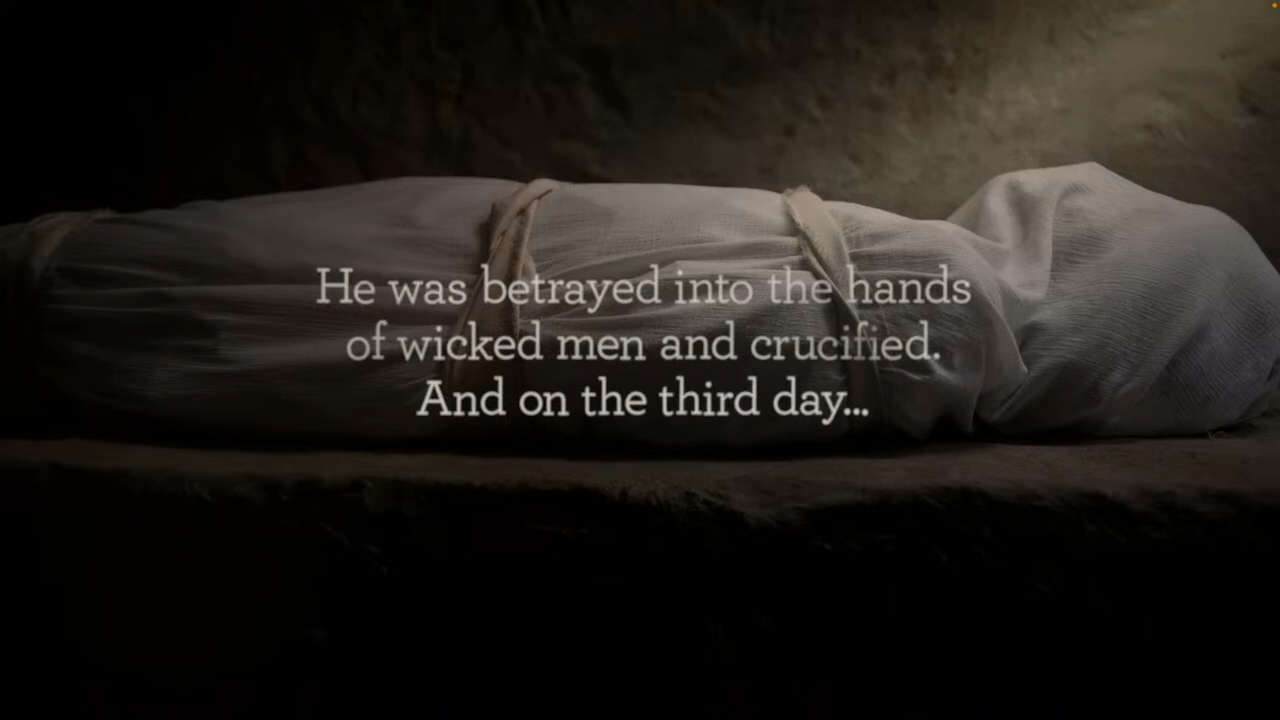 He was betrayed into the hands
of wicked men and crucified.
And on the third day...